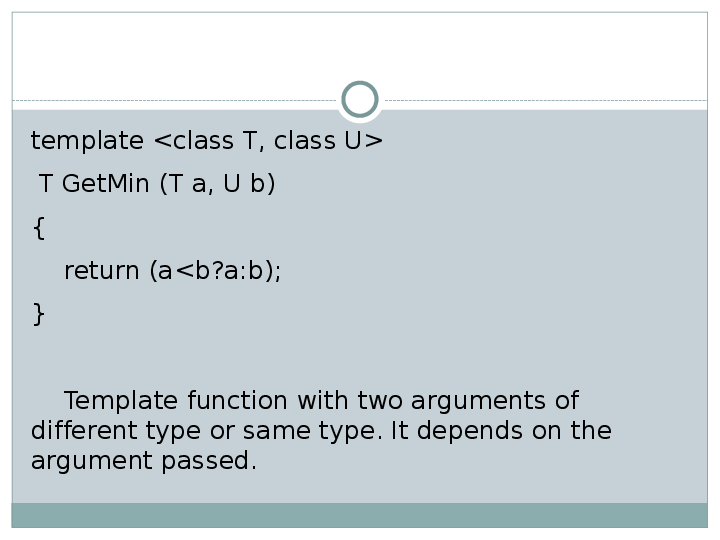 template <class T, class U>
T GetMin (T a, U b)
{
return (a<b?a:b);
}
Template function with two arguments of
different type or same type. It depends on the
argument passed.